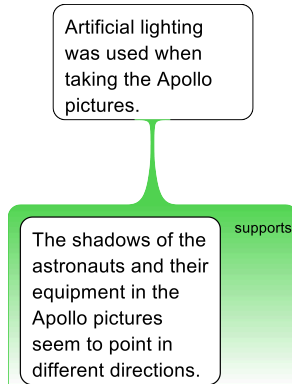 Artificial lighting
was used when
taking the Apollo
pictures.
supports
The shadows of the
astronauts and their
equipment in the
Apollo pictures
seem to point in
different directions.